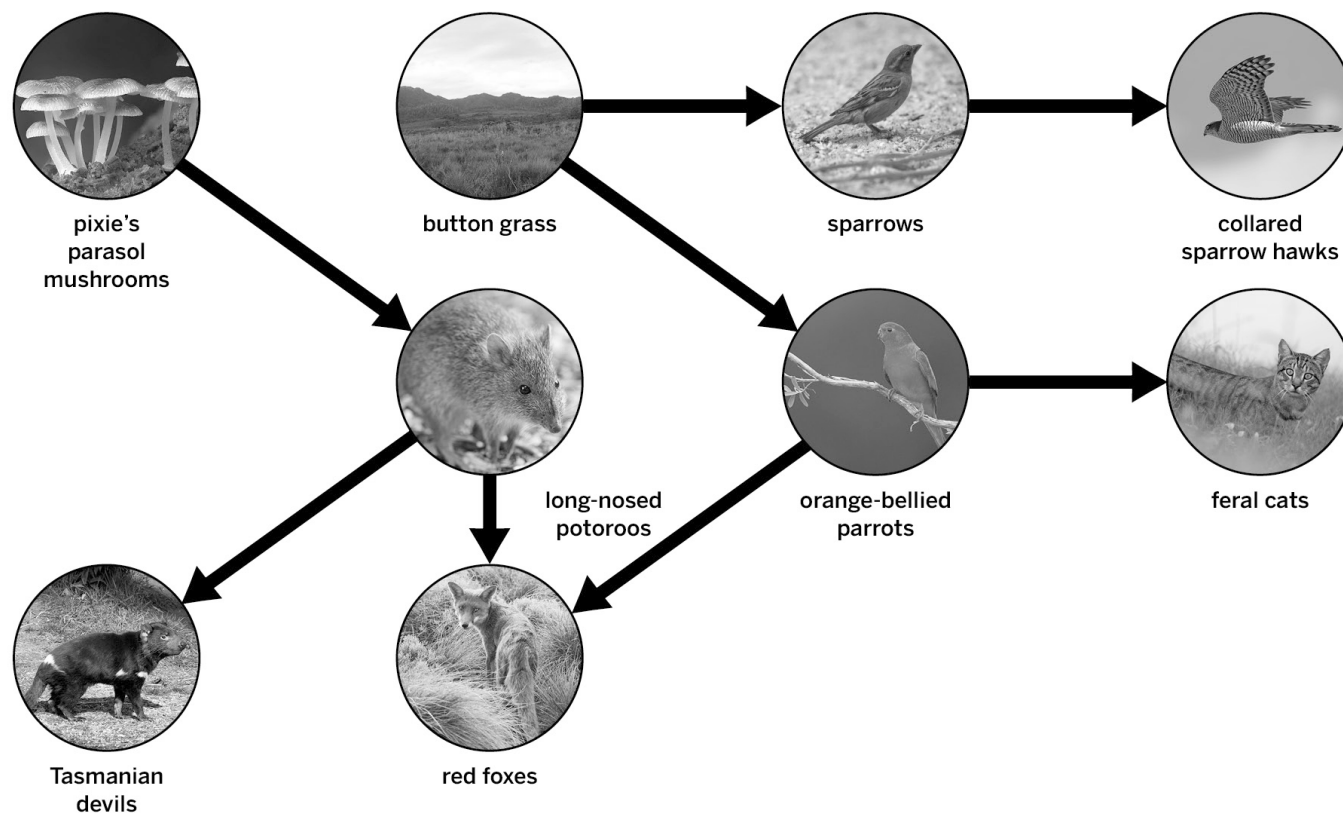 pixie's
parasol
mushrooms
button grass
sparrows
collared
sparrow hawks
long-nosed
potoroos
orange-bellied
parrots
feral cats
Tasmanian
devils
red foxes